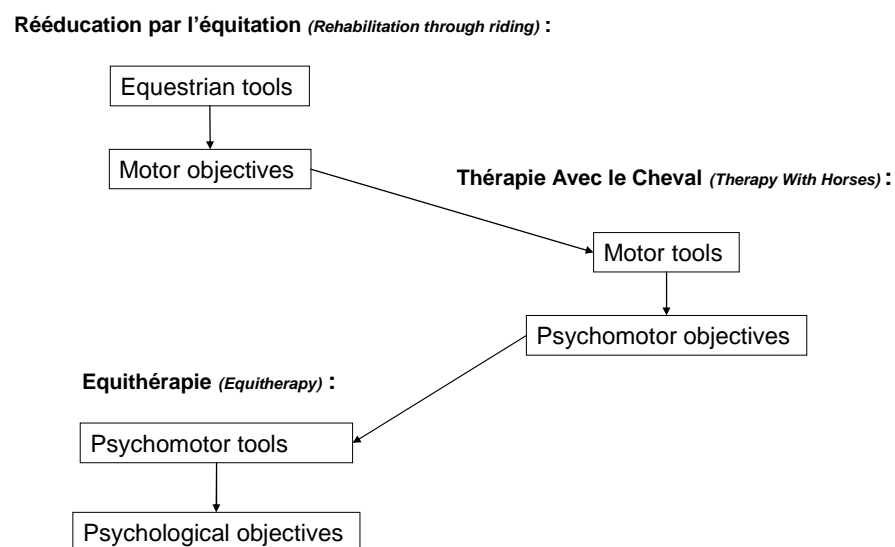 Rééducation par l'équitation (Rehabilitation through riding) :
Equestrian tools
Motor objectives
Thérapie Avec le Cheval (Therapy With Horses) :
Motor tools
Psychomotor objectives
Equithérapie (Equitherapy) :
Psychomotor tools
Psychological objectives